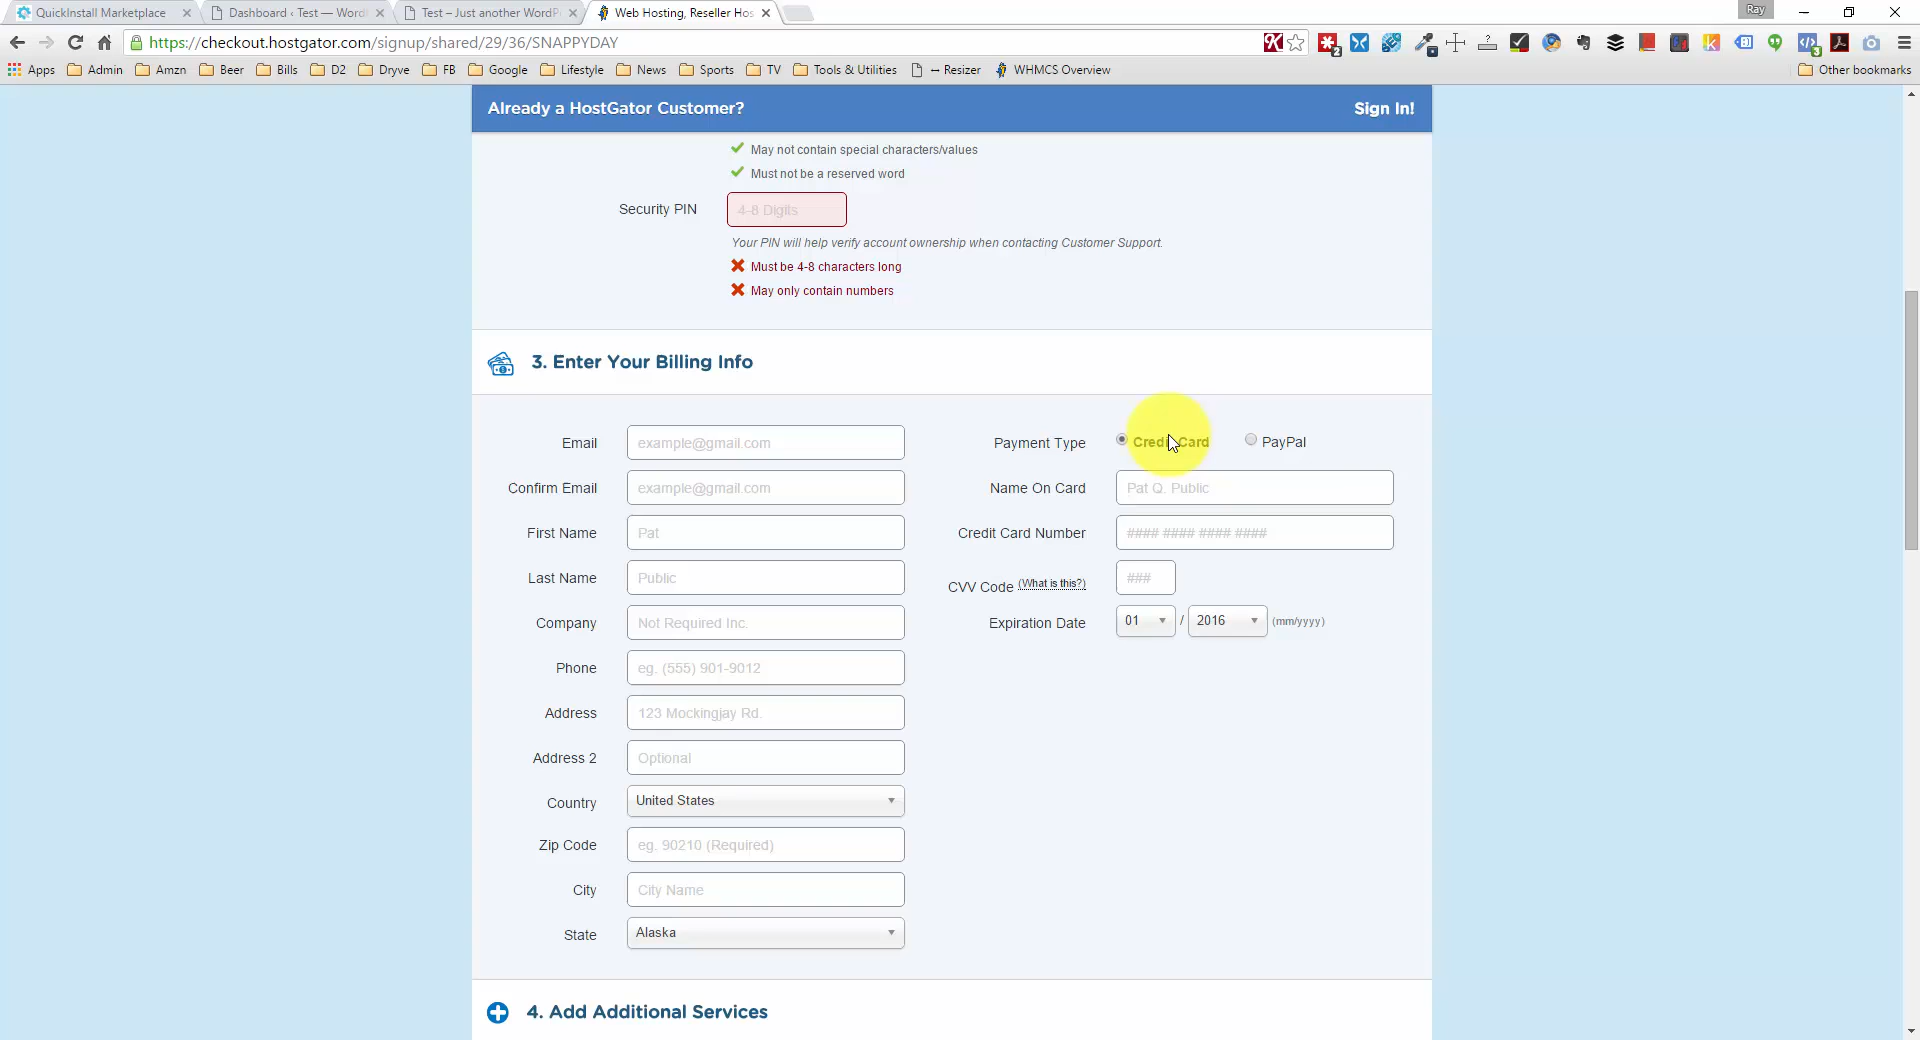 QuickInstall Marketplace
Dashboard ‹ Test — Word
Test – Just another WordP
Web Hosting, Reseller Hos
Ray
https://checkout.hostgator.com/signup/shared/29/36/SNAPPYDAY
Apps Admin Amzn Beer Bills D2 Dryve FB Google Lifestyle News Sports TV Tools & Utilities ↔ Resizer WHMCS Overview Other bookmarks
Already a HostGator Customer? Sign In!
May not contain special characters/values
Must not be a reserved word
Security PIN 4-8 Digits
Your PIN will help verify account ownership when contacting Customer Support.
Must be 4-8 characters long
May only contain numbers
3. Enter Your Billing Info
Email example@gmail.com
Confirm Email example@gmail.com
First Name Pat
Last Name Public
Company Not Required Inc.
Phone eg. (555) 901-9012
Address 123 Mockingjay Rd.
Address 2 Optional
Country United States
Zip Code eg. 90210 (Required)
City City Name
State Alaska
Payment Type Credit Card PayPal
Name On Card Pat Q. Public
Credit Card Number #### #### #### ####
CVV Code (What is this?) ###
Expiration Date 01 / 2016 (mm/yyyy)
4. Add Additional Services